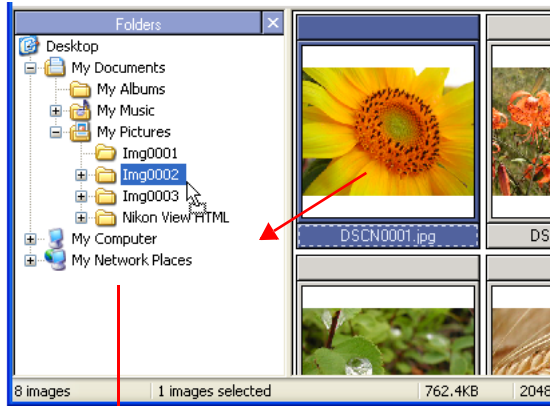 Folders
Desktop
My Documents
My Albums
My Music
My Pictures
Img0001
Img0002
Img0003
Nikon View HTML
My Computer
My Network Places
DSCN0001.jpg
DS
8 images 1 images selected 762.4KB 2048